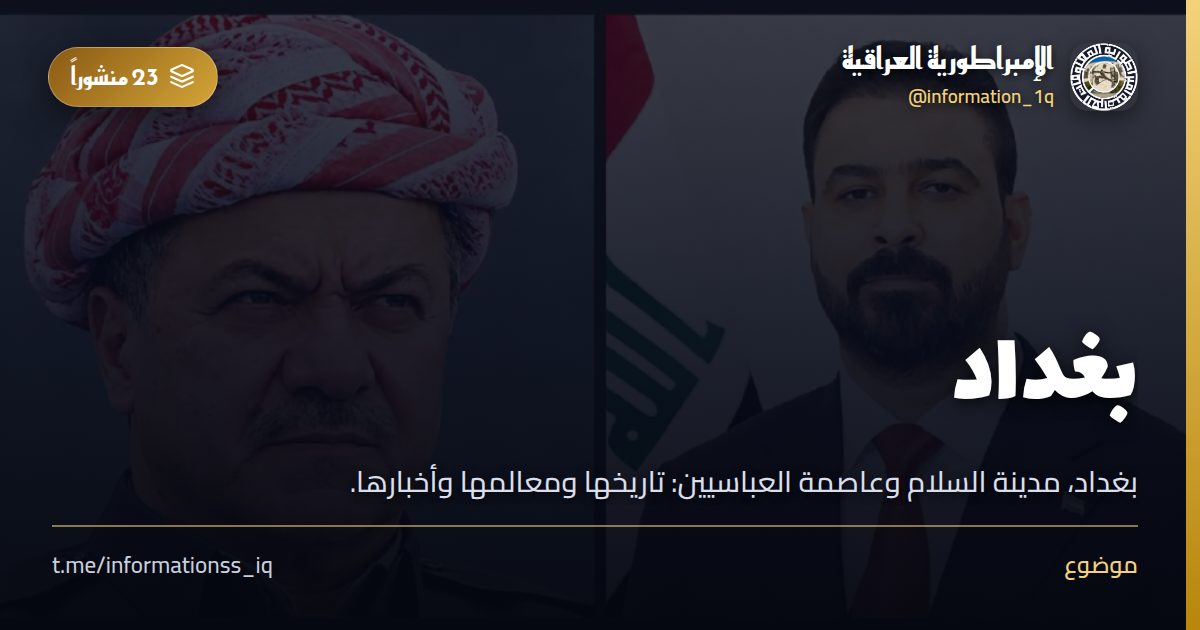 الإمبراطورية العراقية
@information_1q
23 منشوراً
بغداد
بغداد، مدينة السلام وعاصمة العباسيين: تاريخها ومعالمها وأخبارها.
موضوع
t.me/informationss_iq